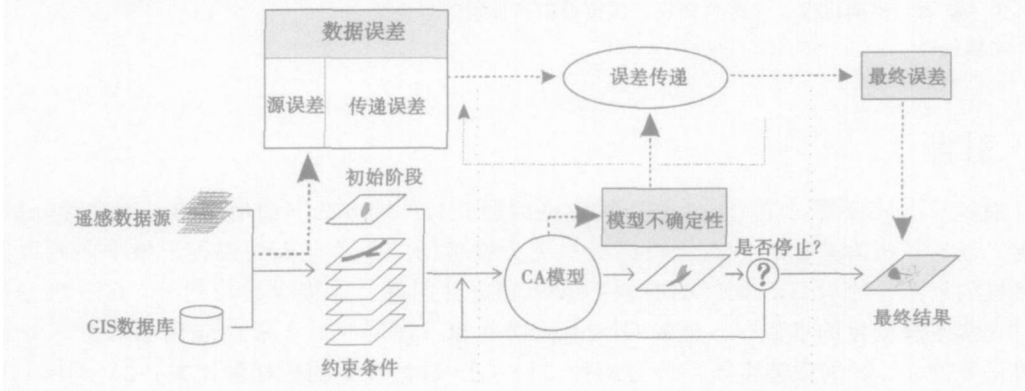 数据误差
源误差
传递误差
误差传递
最终误差
初始阶段
遥感数据源
模型不确定性
是否停止?
CA模型
?
GIS数据库
最终结果
约束条件